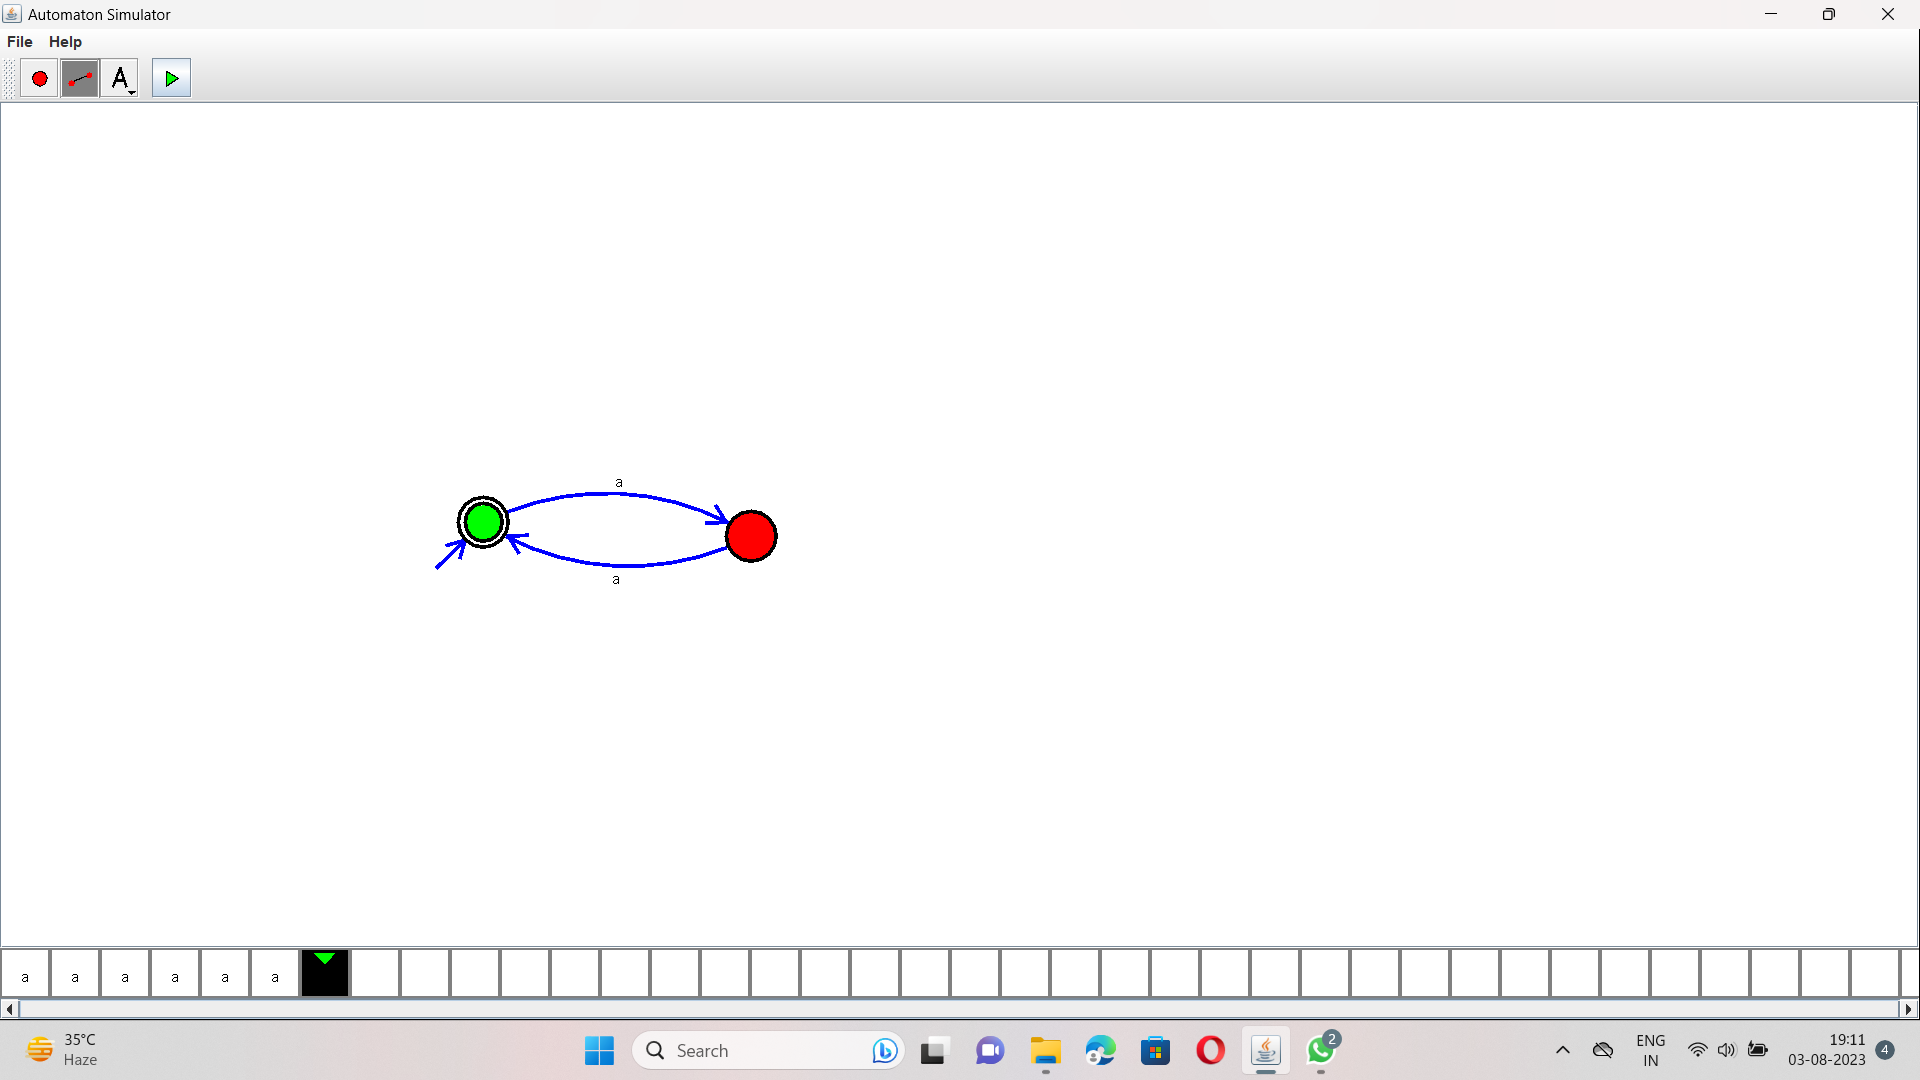 Automaton Simulator
File Help
A
a
a
a a a a a a
35°C
Haze
Search
2
ENG
IN
19:11
03-08-2023
4